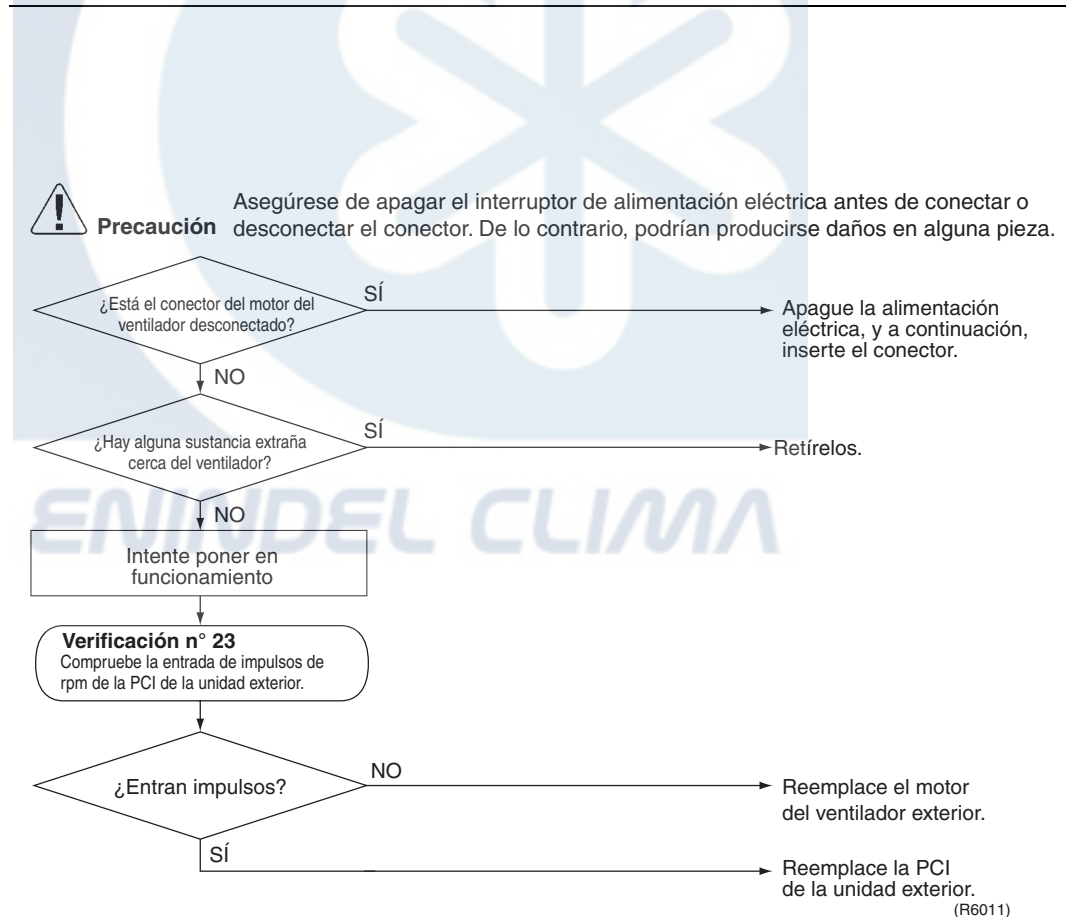 Asegúrese de apagar el interruptor de alimentación eléctrica antes de conectar o
Precaución desconectar el conector. De lo contrario, podrían producirse daños en alguna pieza.
¿Está el conector del motor del
ventilador desconectado?
SÍ
Apague la alimentación
eléctrica, y a continuación,
inserte el conector.
NO
¿Hay alguna sustancia extraña
cerca del ventilador?
SÍ
Retírelos.
NO
ENINDEL CLIMA
Intente poner en
funcionamiento
Verificación n° 23
Compruebe la entrada de impulsos de
rpm de la PCI de la unidad exterior.
¿Entran impulsos?
NO
Reemplace el motor
del ventilador exterior.
SÍ
Reemplace la PCI
de la unidad exterior.
(R6011)